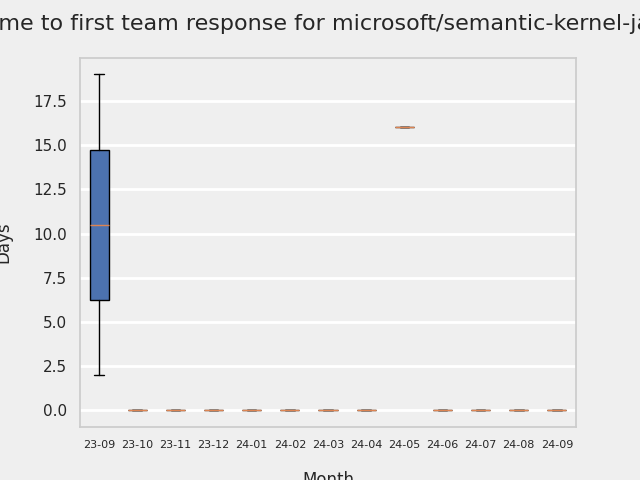 me to first team response for microsoft/semantic-kernel-ja
Days
17.5
15.0
12.5
10.0
7.5
5.0
2.5
0.0
23-09 23-10 23-11 23-12 24-01 24-02 24-03 24-04 24-05 24-06 24-07 24-08 24-09
Month